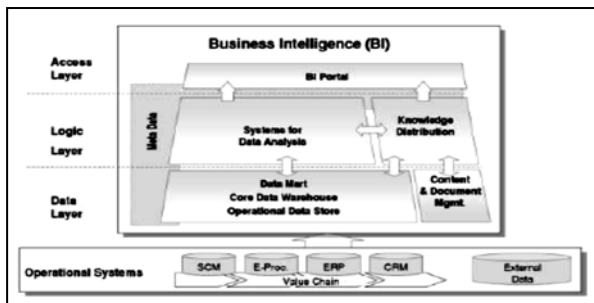 Business Intelligence (BI)
Access
Layer
BI Portal
Meta Data
Logic
Layer
Systems for
Data Analysis
Knowledge
Distribution
Data
Layer
Data Mart
Core Data Warehouse
Operational Data Store
Content
& Document
Mgmt.
Operational Systems
SCM
E-Proc.
ERP
CRM
Value Chain
External
Data